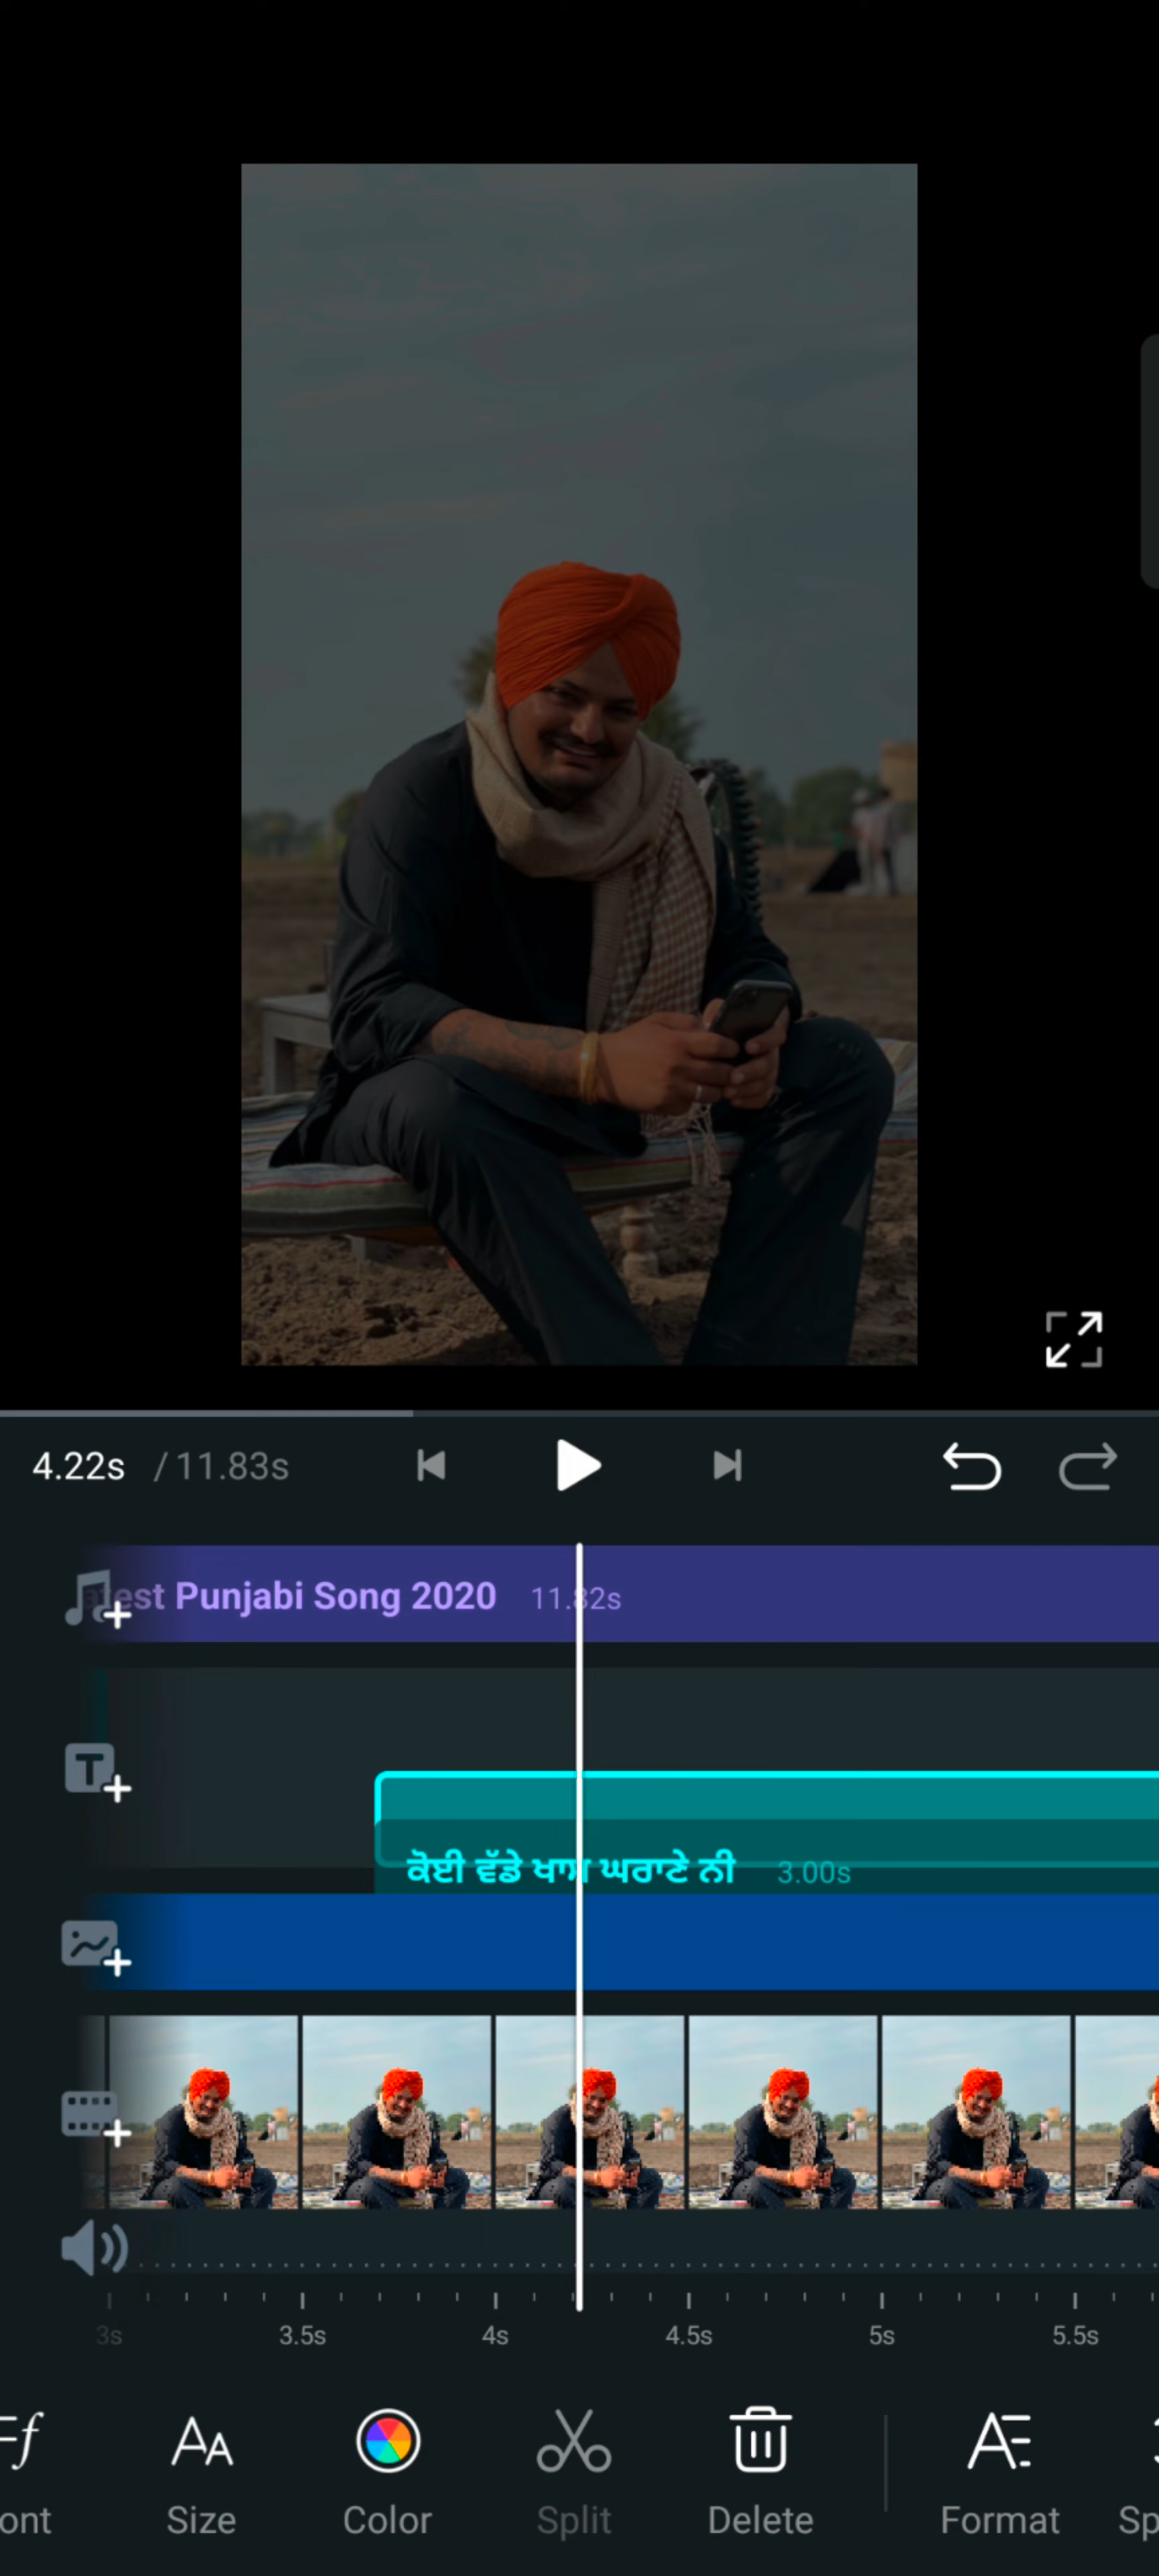 4.22s / 11.83s
est Punjabi Song 2020 11.82s
ਕੋਈ ਵੱਡੇ ਖਾਸ ਘਰਾਣੇ ਨੀ 3.00s
3s 3.5s 4s 4.5s 5s 5.5s
ont Size Color Split Delete Format Sp